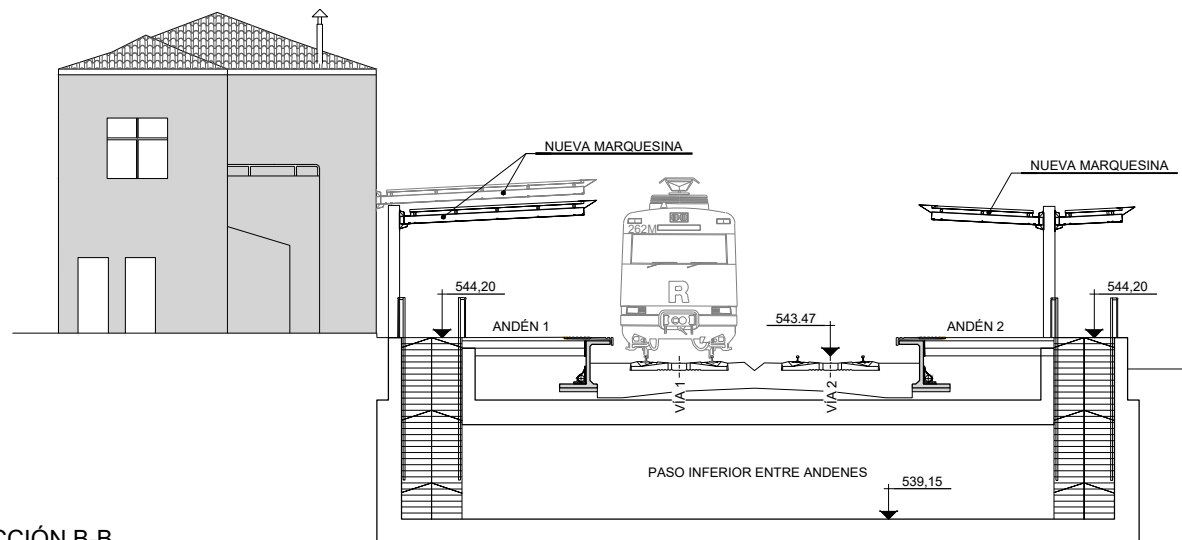 NUEVA MARQUESINA
NUEVA MARQUESINA
262M
R
544,20
544,20
ANDÉN 1
543.47
ANDÉN 2
VÍA 1
VÍA 2
PASO INFERIOR ENTRE ANDENES
539,15
CCIÓN B-B